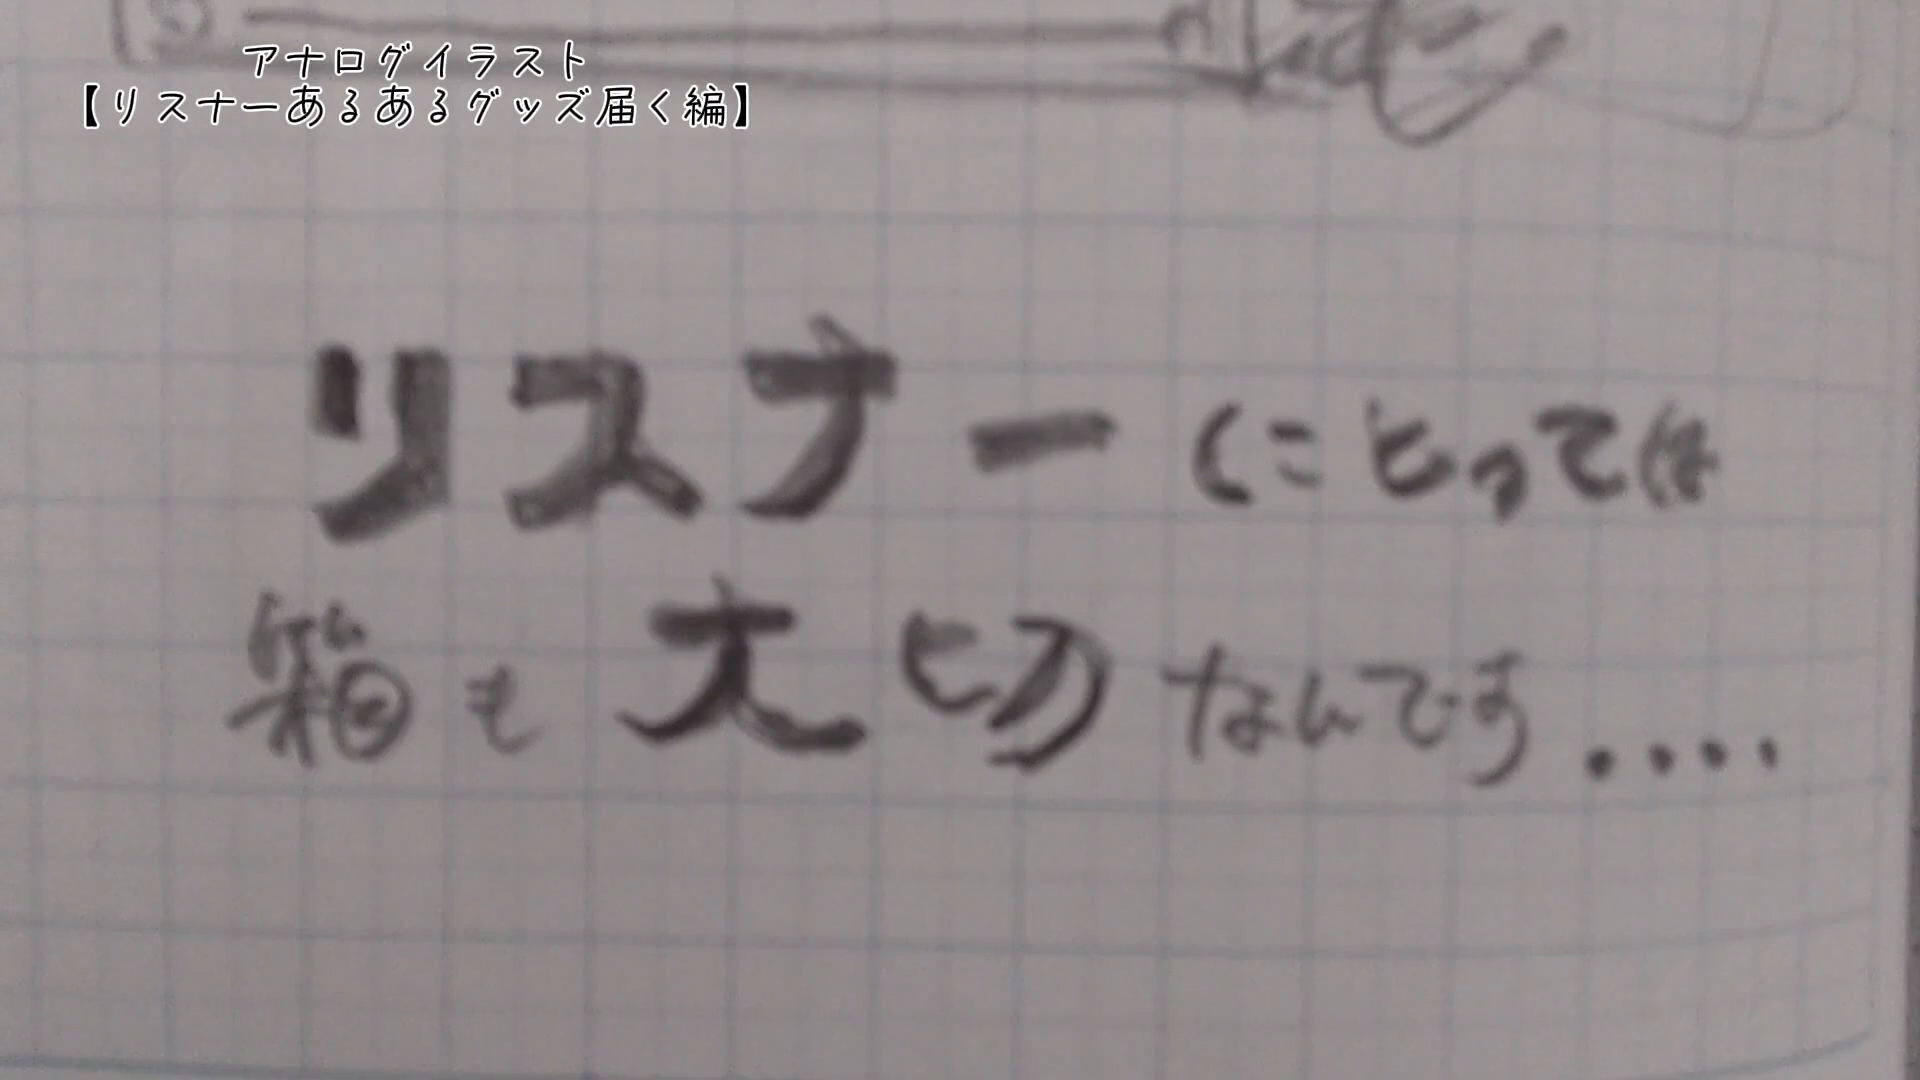 アナログイラスト
【リスナーあるあるグッズ届く編】
リスナーにとっては
箱も大切なんです....